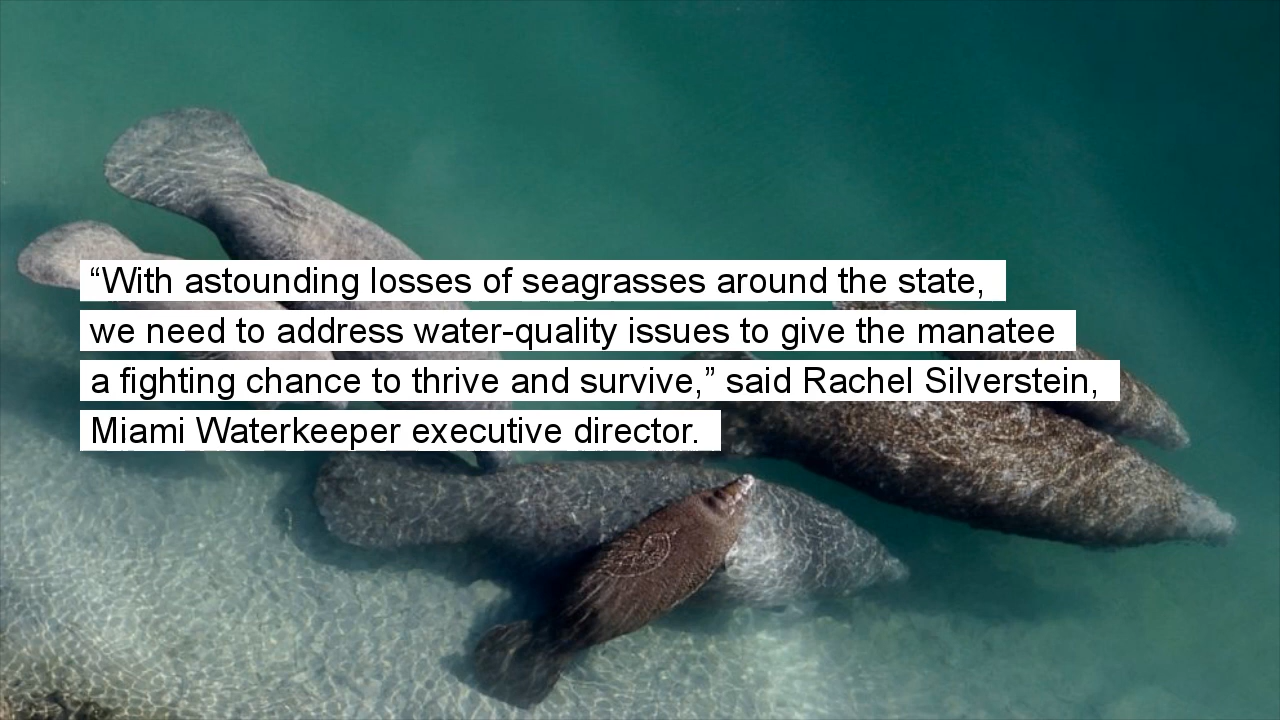 “With astounding losses of seagrasses around the state,
we need to address water-quality issues to give the manatee
a fighting chance to thrive and survive,” said Rachel Silverstein,
Miami Waterkeeper executive director.